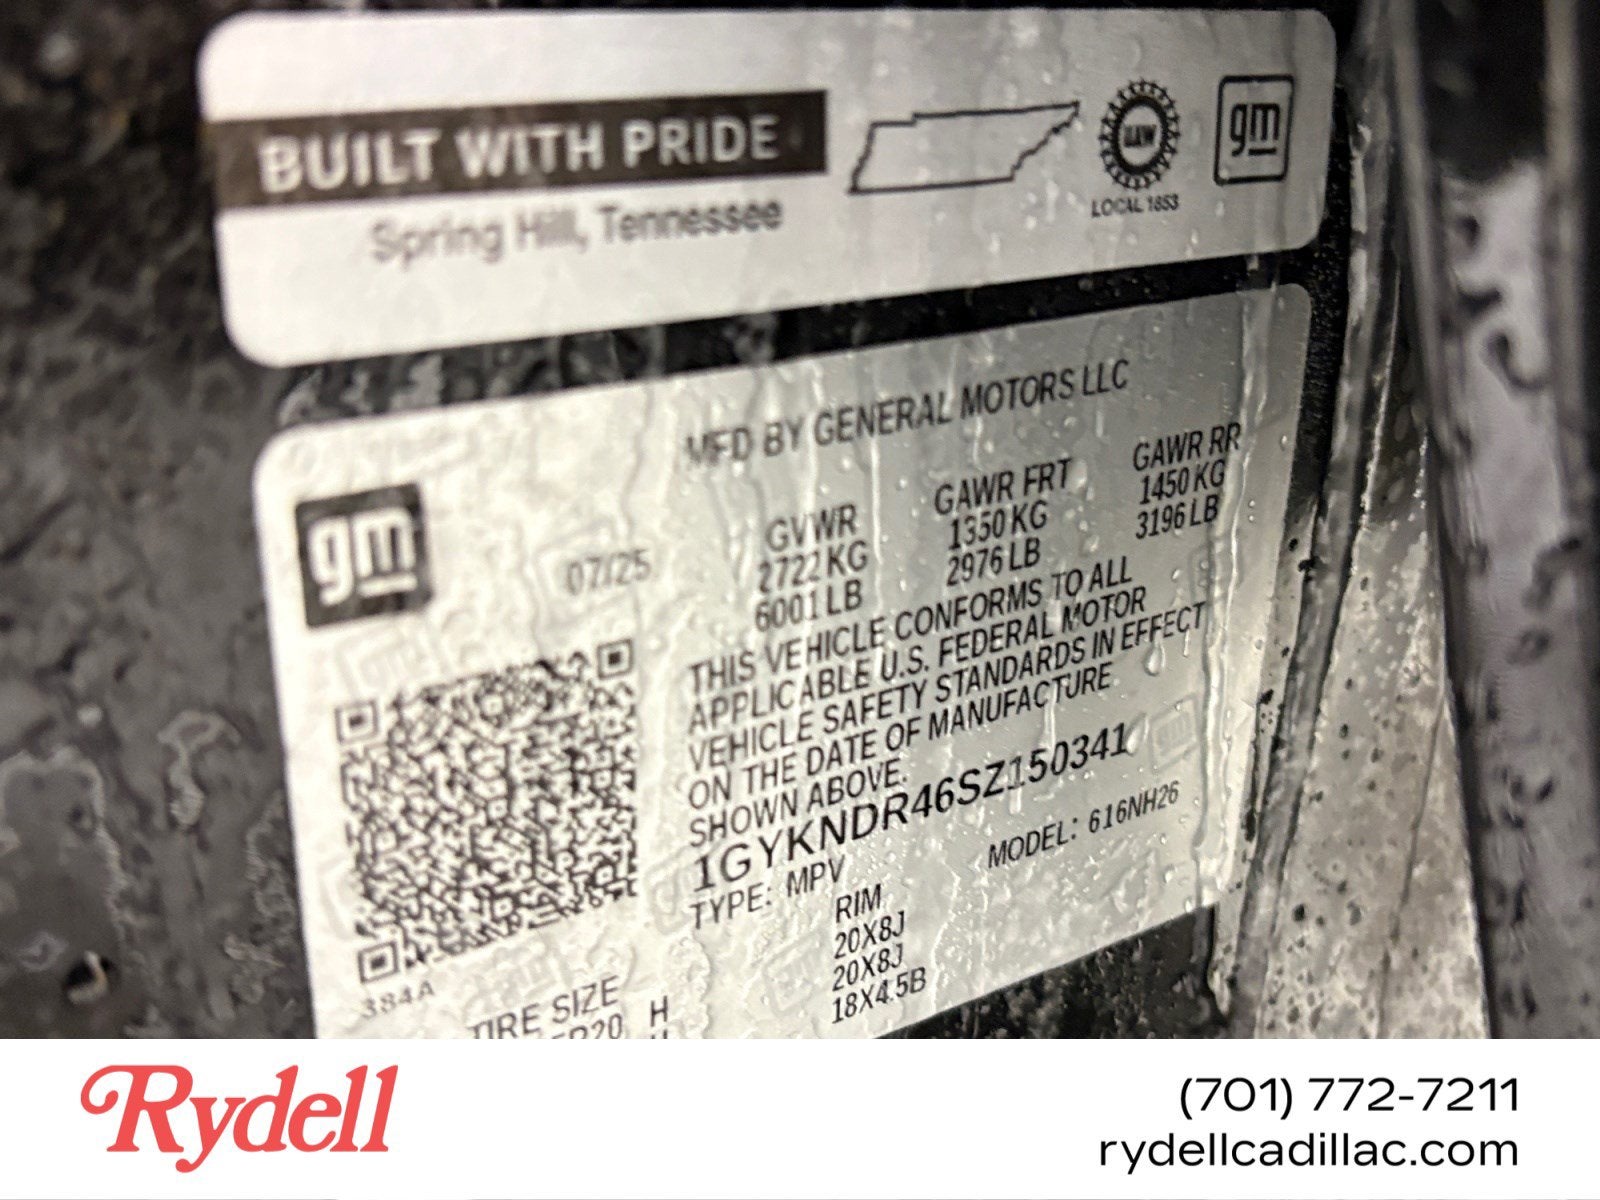 BUILT WITH PRIDE
Spring Hill, Tennessee
UAW
LOCAL 1853
gm
MFD BY GENERAL MOTORS LLC
gm
07/25
GVWR
2722 KG
6001 LB
GAWR FRT
1350 KG
2976 LB
GAWR RR
1450 KG
3196 LB
THIS VEHICLE CONFORMS TO ALL
APPLICABLE U.S. FEDERAL MOTOR
VEHICLE SAFETY STANDARDS IN EFFECT
ON THE DATE OF MANUFACTURE
SHOWN ABOVE.
1GYKNDR46SZ150341
TYPE: MPV
MODEL: 616NH26
384A
TIRE SIZE
RIM
20X8J
20X8J
18X4.5B
H
Rydell
(701) 772-7211
rydellcadillac.com